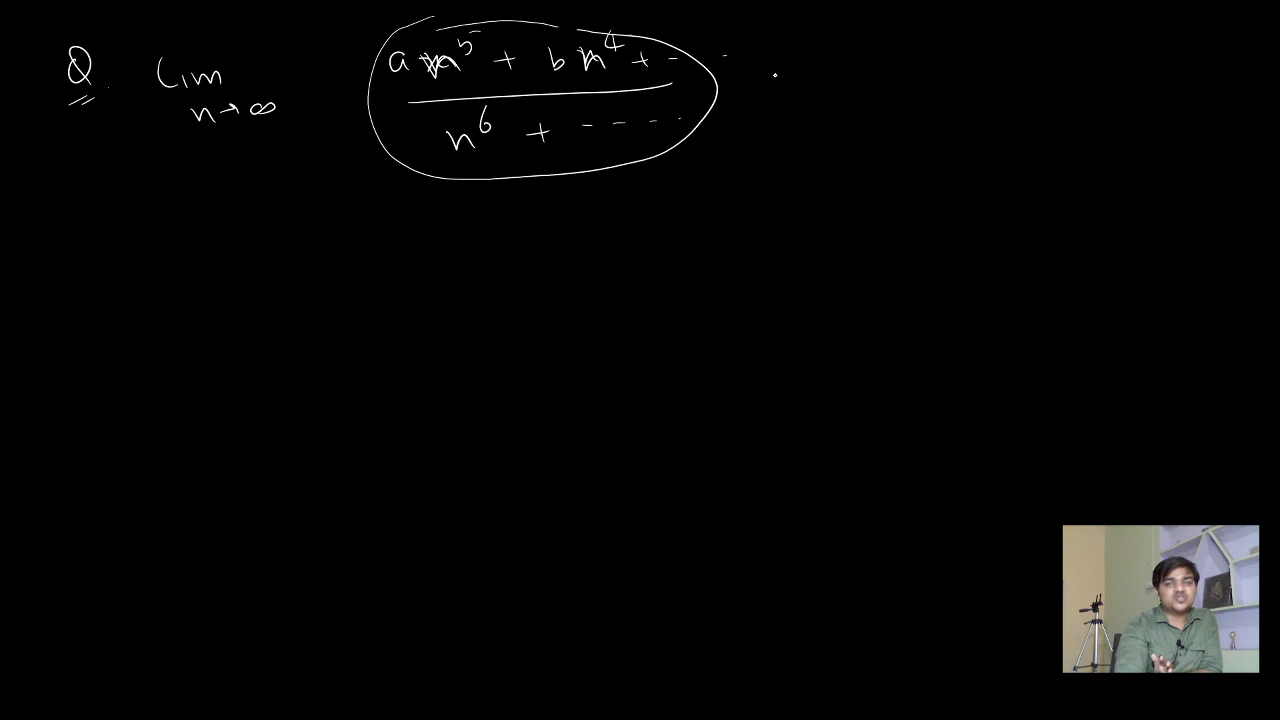 Q. Lim n→∞ (an⁵ + bn⁴ + - -) / (n⁶ + - - - -)